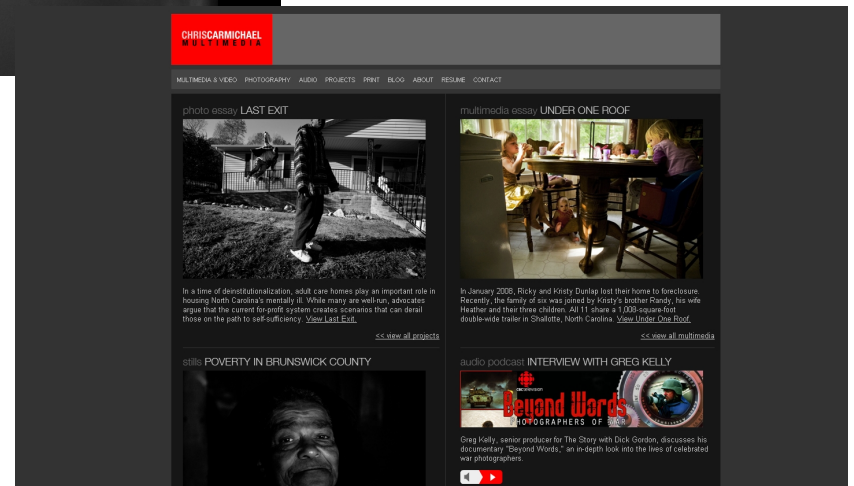 CHRISCARMICHAEL
MULTIMEDIA
MULTIMEDIA & VIDEO PHOTOGRAPHY AUDIO PROJECTS PRINT BLOG ABOUT RESUME CONTACT
photo essay LAST EXIT
In a time of deinstitutionalization, adult care homes play an important role in
housing North Carolina's mentally ill. While many are well-run, advocates
argue that the current for-profit system creates scenarios that can derail
those on the path to self-sufficiency. View Last Exit.
<< view all projects
multimedia essay UNDER ONE ROOF
In January 2008, Ricky and Kristy Dunlap lost their home to foreclosure.
Recently, the family of six was joined by Kristy's brother Randy, his wife
Heather and their three children. All 11 share a 1,008-square-foot
double-wide trailer in Shallotte, North Carolina. View Under One Roof.
<< view all multimedia
stills POVERTY IN BRUNSWICK COUNTY
audio podcast INTERVIEW WITH GREG KELLY
Beyond Words
PHOTOGRAPHERS OF WAR
Greg Kelly, senior producer for The Story with Dick Gordon, discusses his
documentary "Beyond Words," an in-depth look into the lives of celebrated
war photographers.